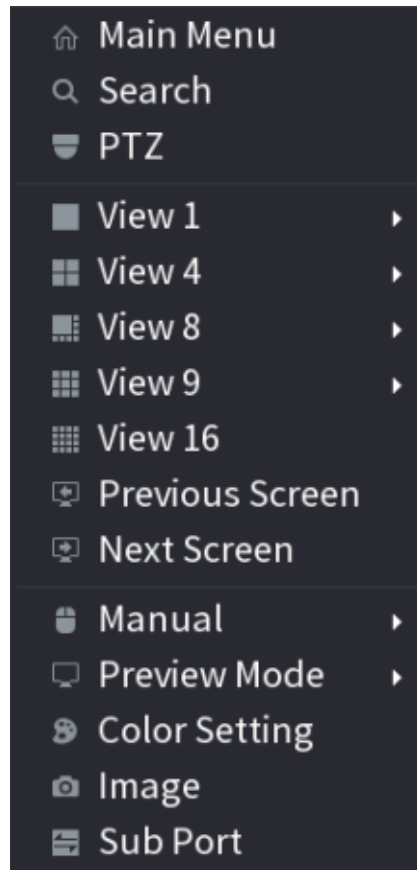 Main Menu
Search
PTZ
View 1
View 4
View 8
View 9
View 16
Previous Screen
Next Screen
Manual
Preview Mode
Color Setting
Image
Sub Port